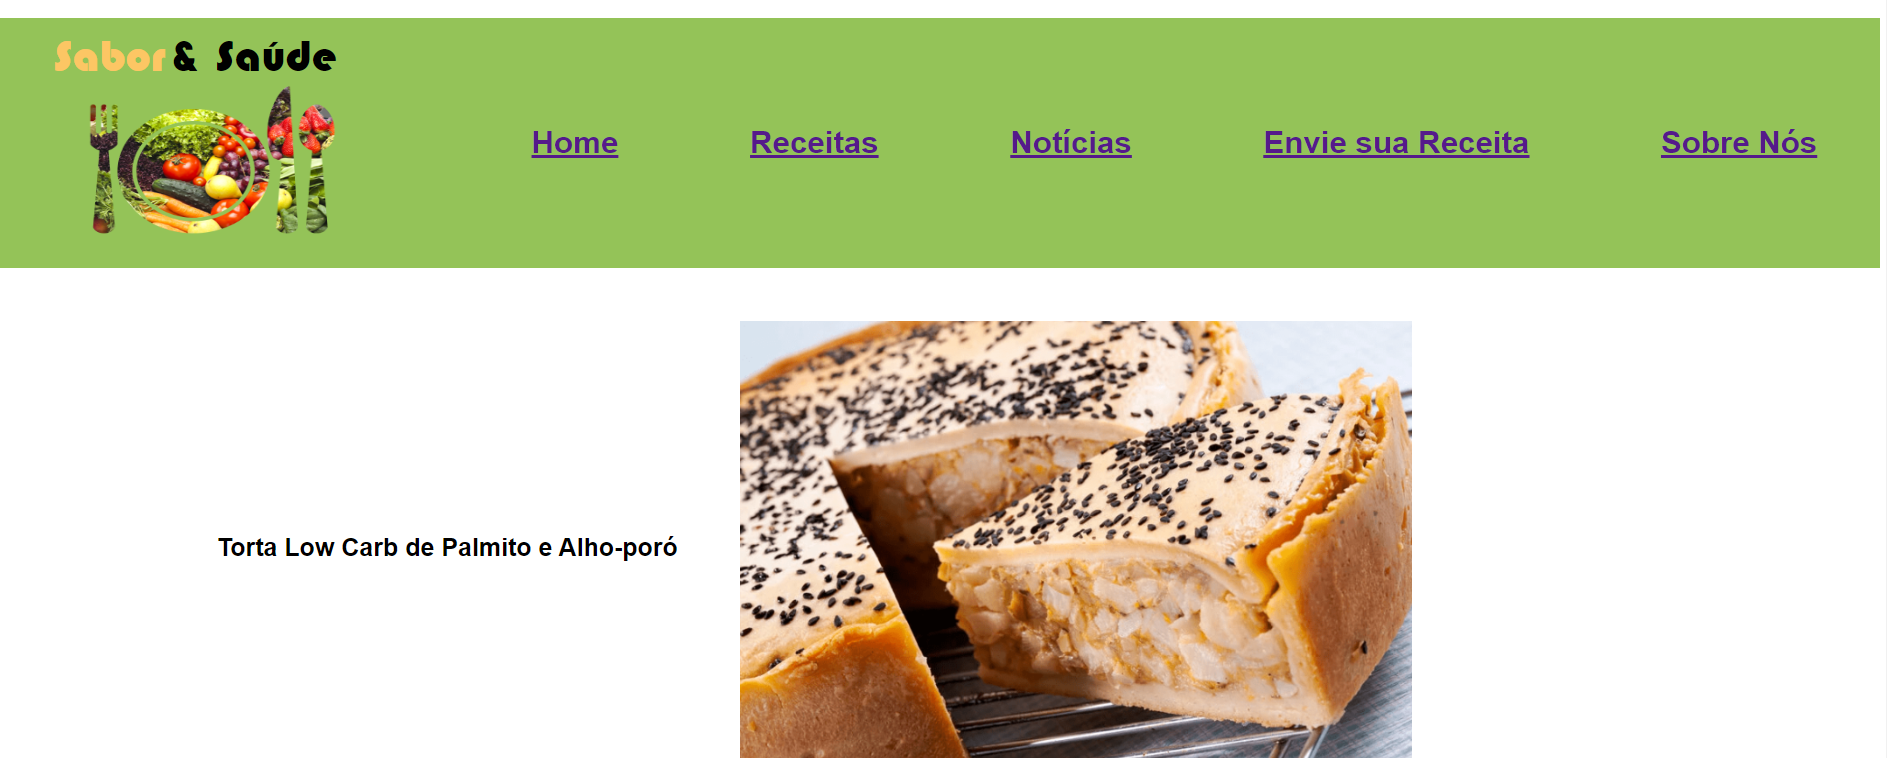 Sabor & Saúde
Home Receitas Notícias Envie sua Receita Sobre Nós
Torta Low Carb de Palmito e Alho-poró